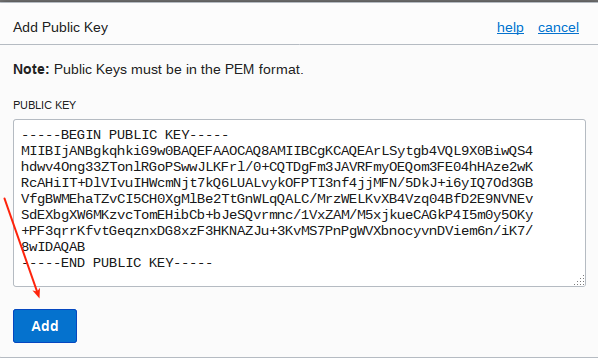 Add Public Key
help cancel
Note: Public Keys must be in the PEM format.
PUBLIC KEY
-----BEGIN PUBLIC KEY-----
MIIBIjANBgkqhkiG9w0BAQEFAAOCAQ8AMIIBCgKCAQEArLSytgb4VQL9X0BiwQS4
hdwv4Ong33ZTonlRGoPSwwJLKFrl/0+CQTDgFm3JAVRFmyOEQom3FE04hHAze2wK
RcAHiIT+DlVIvuIHWcmNjt7kQ6LUALvykOFPTI3nf4jjMFN/5DkJ+i6yIQ7Od3GB
VfgBWMEhaTZvCI5CH0XgMlBe2TtGnWLqQALC/MrzWELKvXB4Vzq04BfD2E9NVNEv
SdEXbgXW6MKzvcTomEHibCb+bJeSQvrmnc/1VxZAM/M5xjkueCAGkP4I5m0y5OKy
+PF3qrrKfvtGeqznxDG8xzF3HKNAZJu+3KvMS7PnPgWVXbnocyvnDViem6n/iK7/
8wIDAQAB
-----END PUBLIC KEY-----
Add